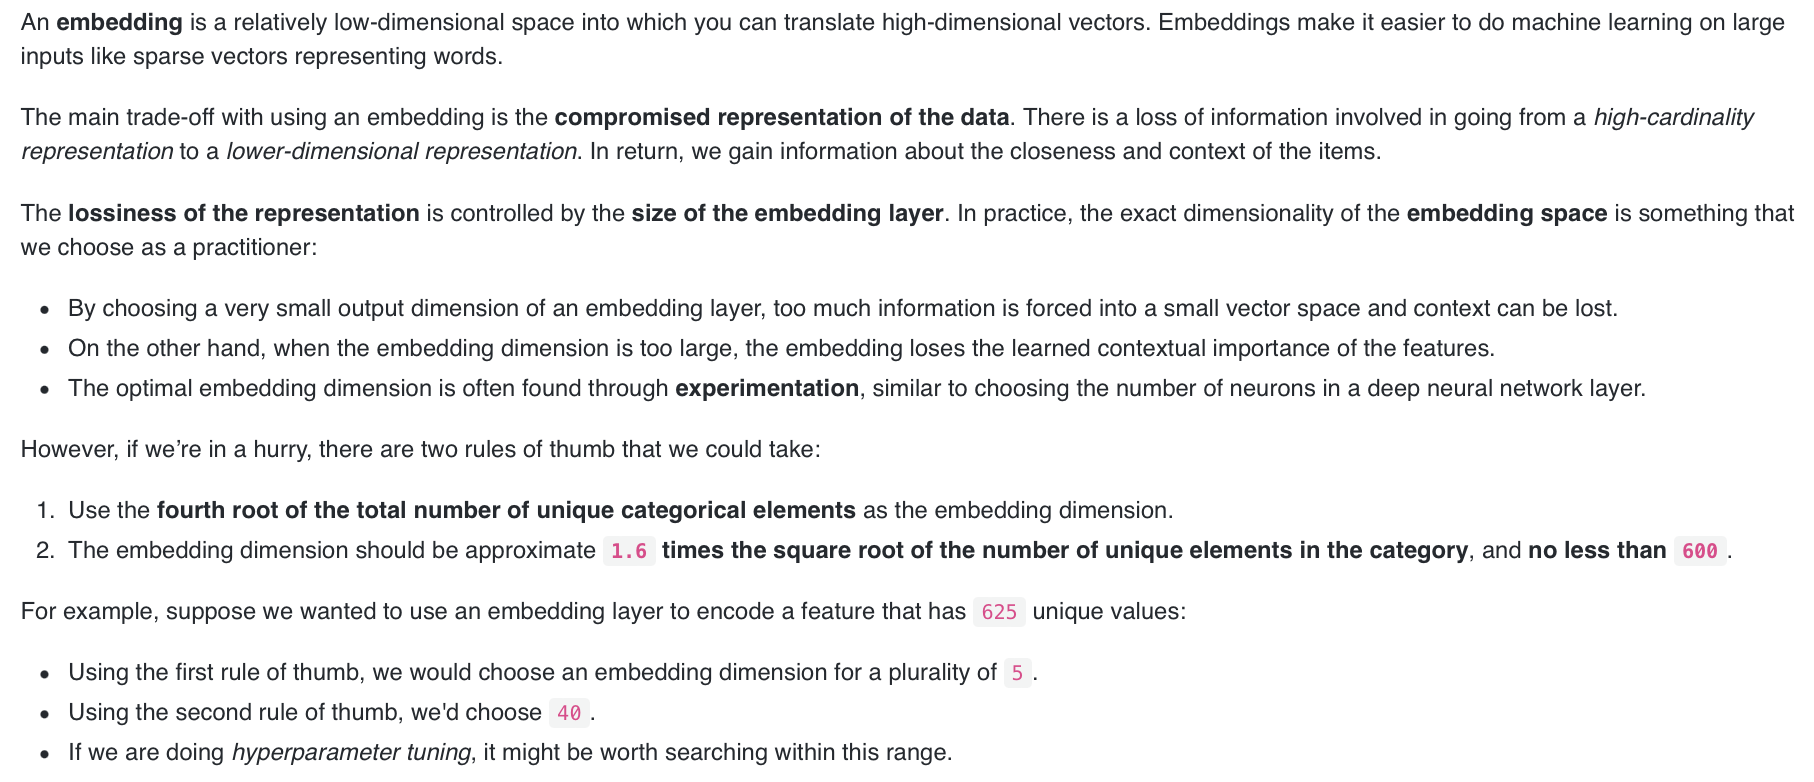 An embedding is a relatively low-dimensional space into which you can translate high-dimensional vectors. Embeddings make it easier to do machine learning on large
inputs like sparse vectors representing words.
The main trade-off with using an embedding is the compromised representation of the data. There is a loss of information involved in going from a high-cardinality
representation to a lower-dimensional representation. In return, we gain information about the closeness and context of the items.
The lossiness of the representation is controlled by the size of the embedding layer. In practice, the exact dimensionality of the embedding space is something that
we choose as a practitioner:
• By choosing a very small output dimension of an embedding layer, too much information is forced into a small vector space and context can be lost.
• On the other hand, when the embedding dimension is too large, the embedding loses the learned contextual importance of the features.
• The optimal embedding dimension is often found through experimentation, similar to choosing the number of neurons in a deep neural network layer.
However, if we’re in a hurry, there are two rules of thumb that we could take:
1. Use the fourth root of the total number of unique categorical elements as the embedding dimension.
2. The embedding dimension should be approximate 1.6 times the square root of the number of unique elements in the category, and no less than 600.
For example, suppose we wanted to use an embedding layer to encode a feature that has 625 unique values:
• Using the first rule of thumb, we would choose an embedding dimension for a plurality of 5.
• Using the second rule of thumb, we'd choose 40.
• If we are doing hyperparameter tuning, it might be worth searching within this range.